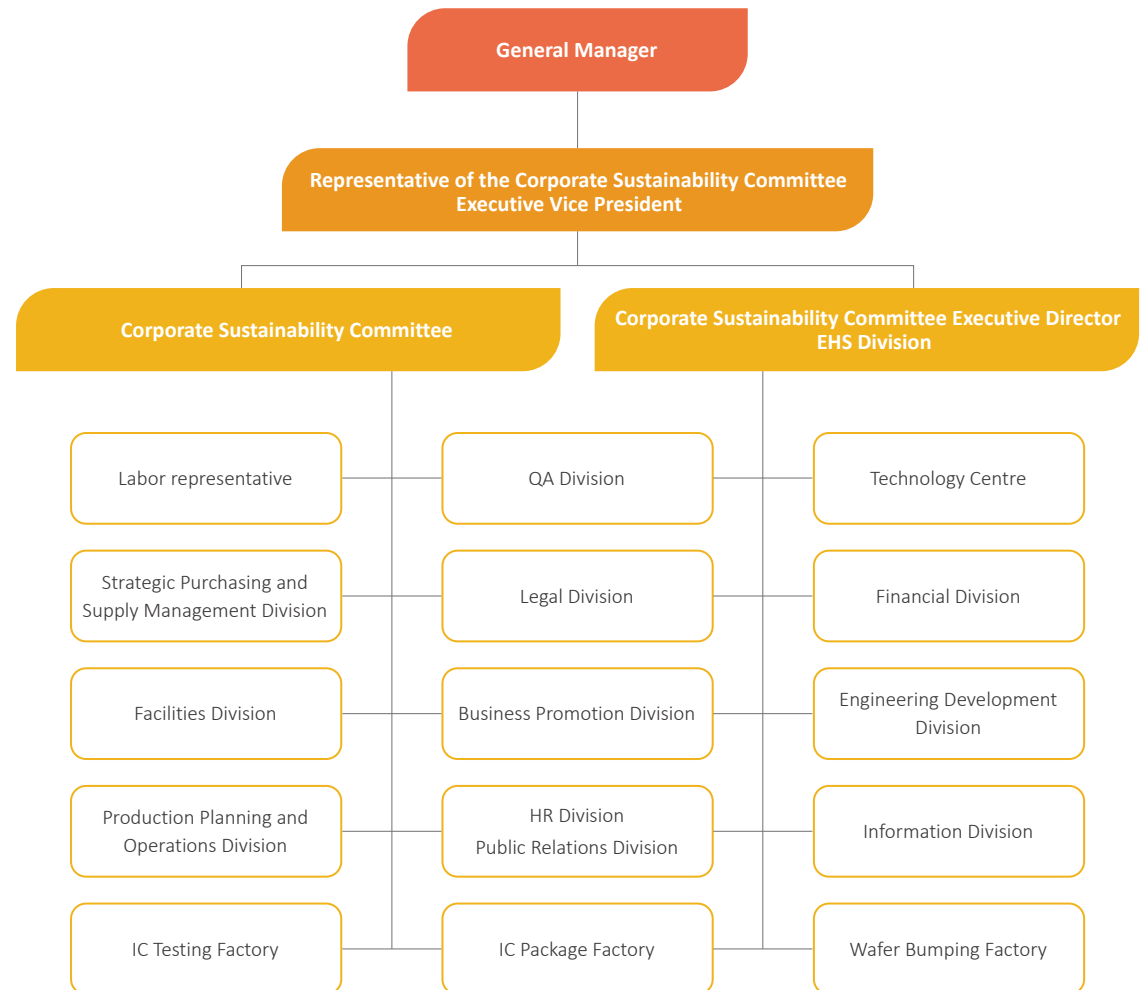 General Manager
Representative of the Corporate Sustainability Committee
Executive Vice President
Corporate Sustainability Committee
Corporate Sustainability Committee Executive Director
EHS Division
Labor representative
QA Division
Technology Centre
Strategic Purchasing and
Supply Management Division
Legal Division
Financial Division
Facilities Division
Business Promotion Division
Engineering Development
Division
Production Planning and
Operations Division
HR Division
Public Relations Division
Information Division
IC Testing Factory
IC Package Factory
Wafer Bumping Factory